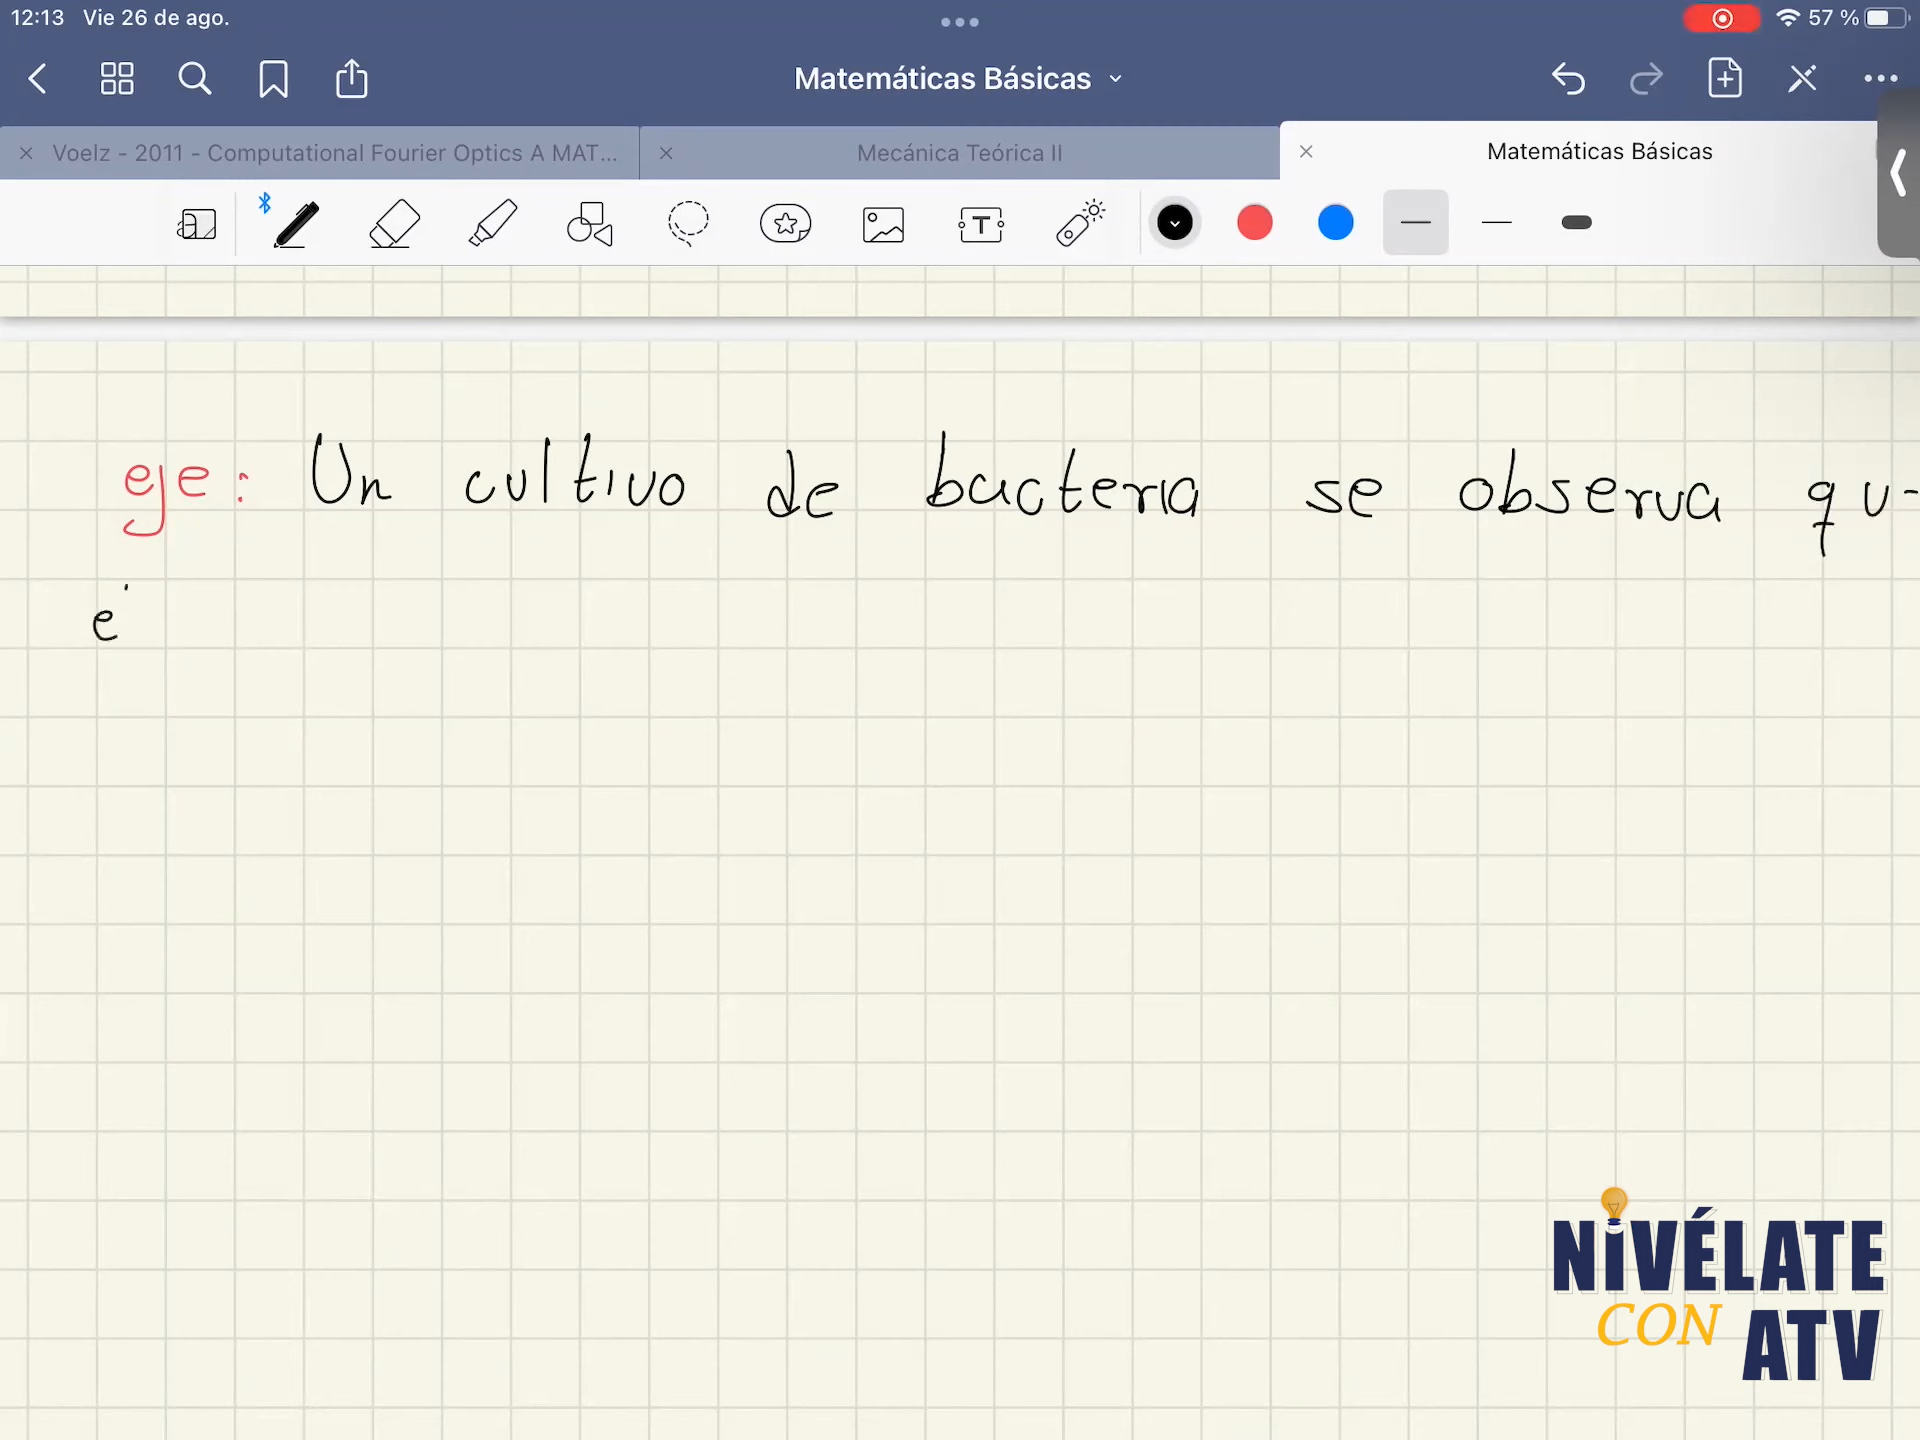 12:13 Vie 26 de ago. 57 %
Matemáticas Básicas
Voelz - 2011 - Computational Fourier Optics A MAT... Mecánica Teórica II Matemáticas Básicas
eje: Un cultivo de bacteria se observa qu-
e
NIVÉLATE
CON
ATV